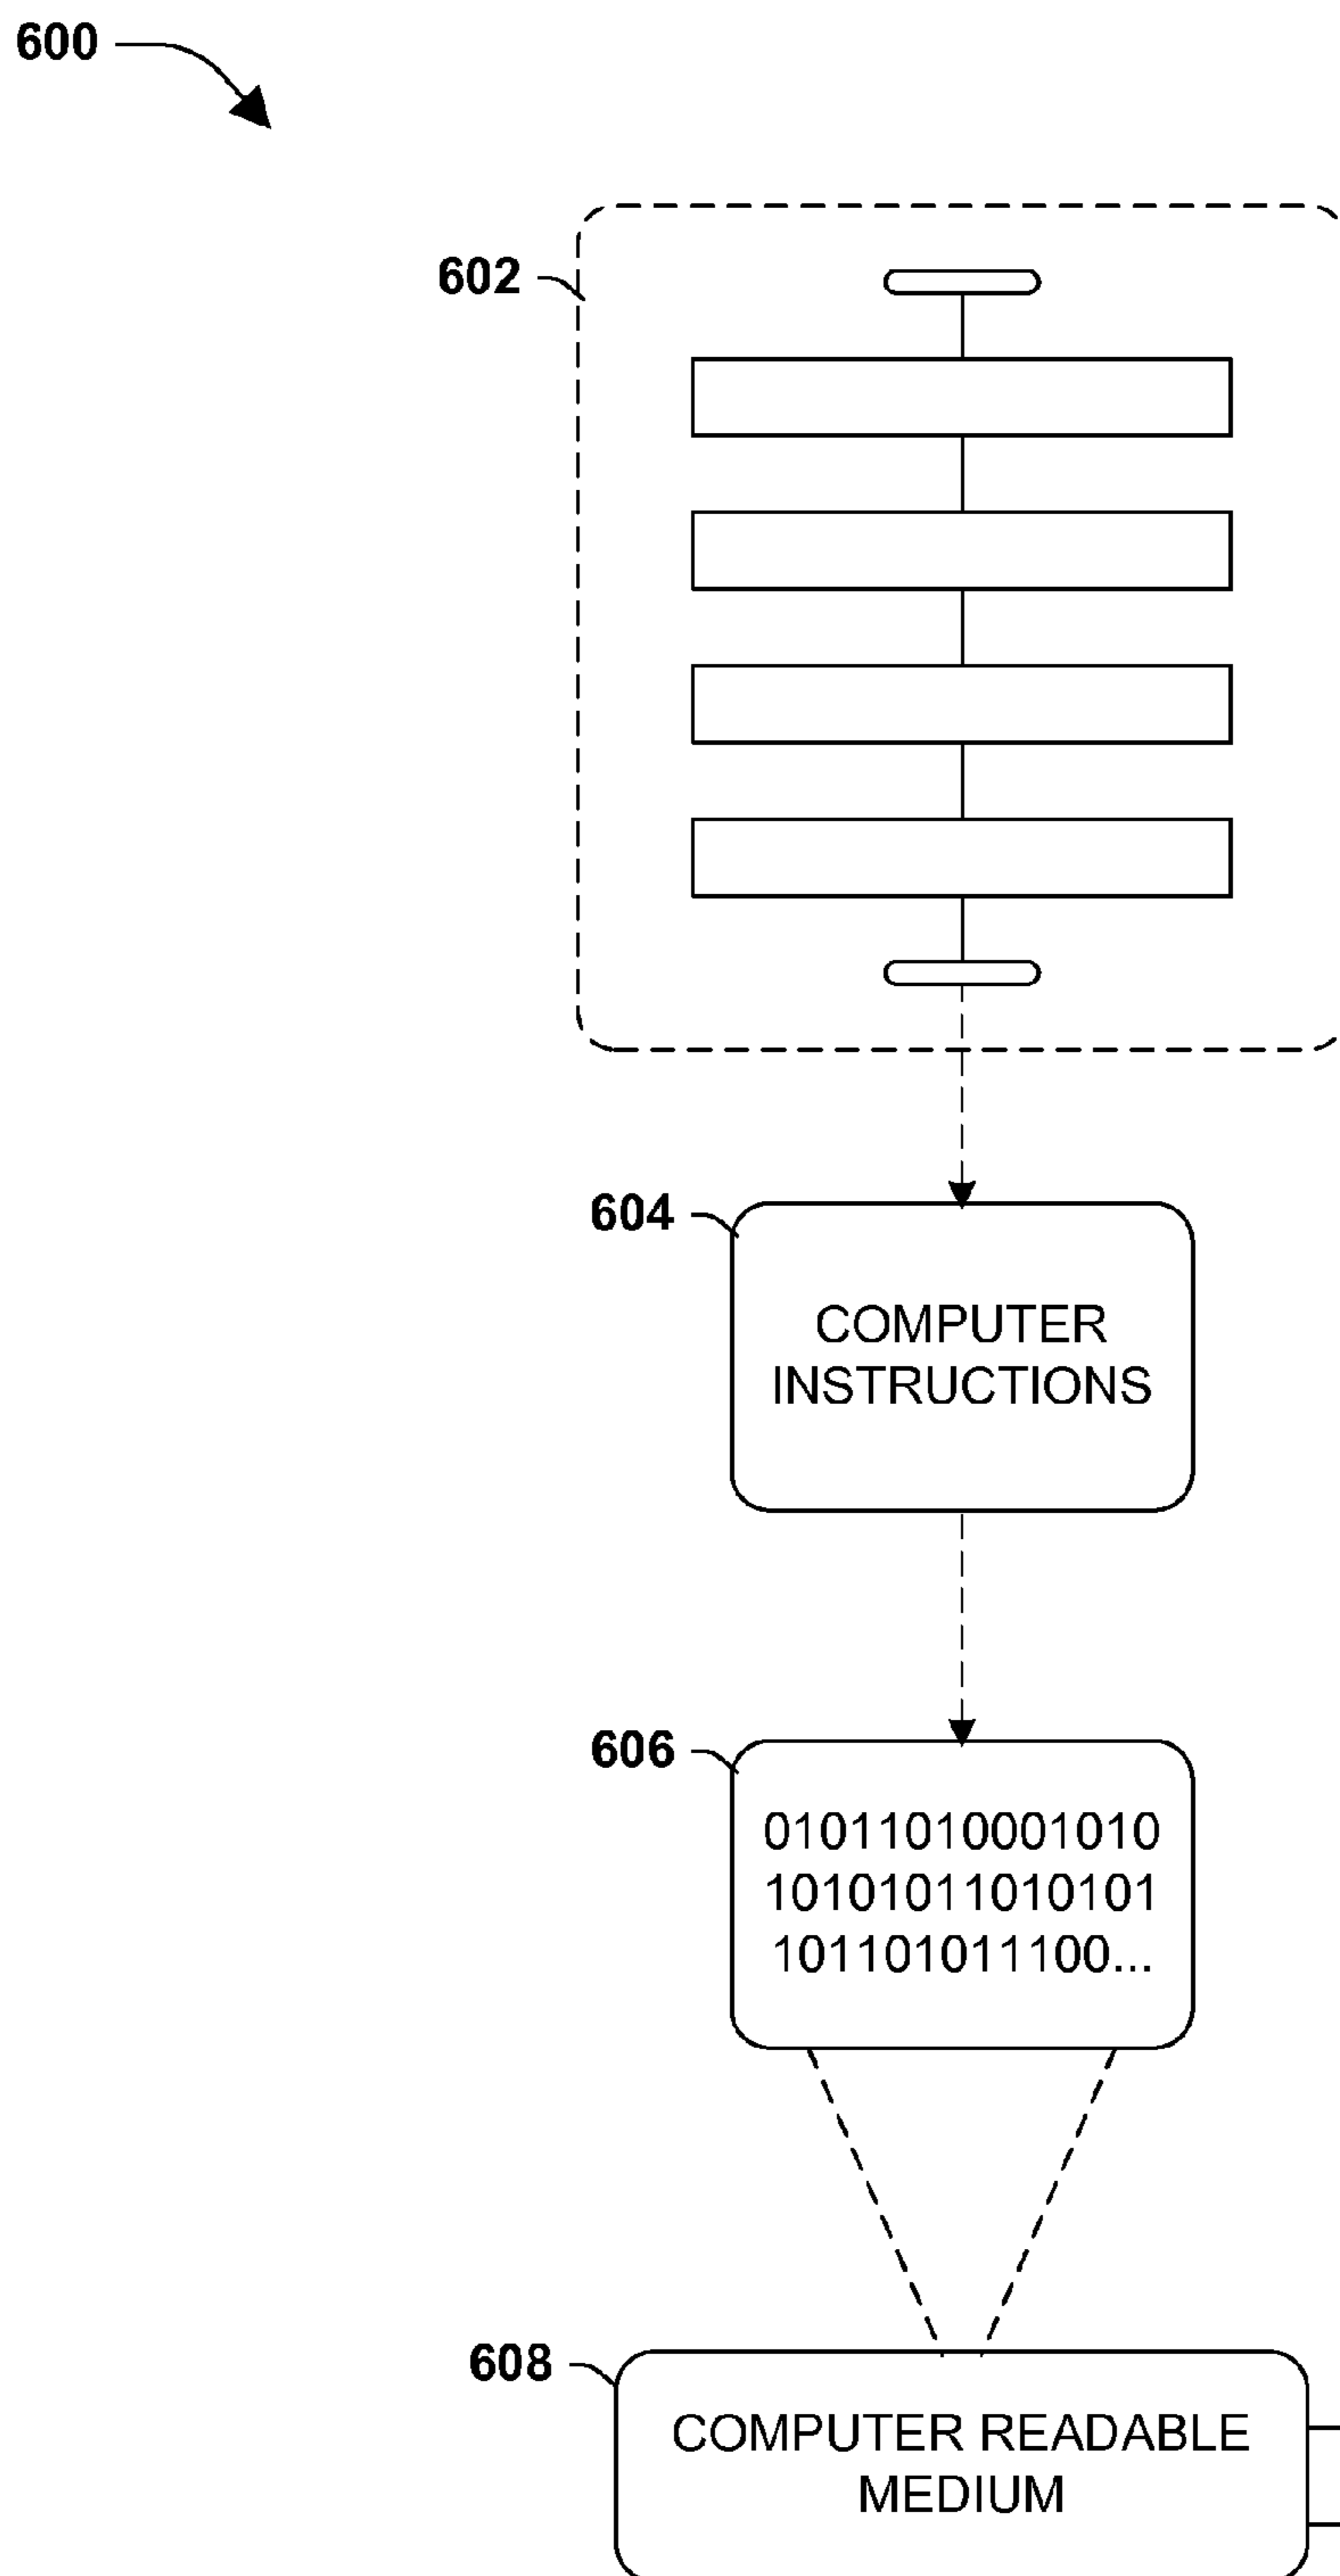 600
602
604
COMPUTER
INSTRUCTIONS
606
01011010001010
10101011010101
101101011100...
608
COMPUTER READABLE
MEDIUM